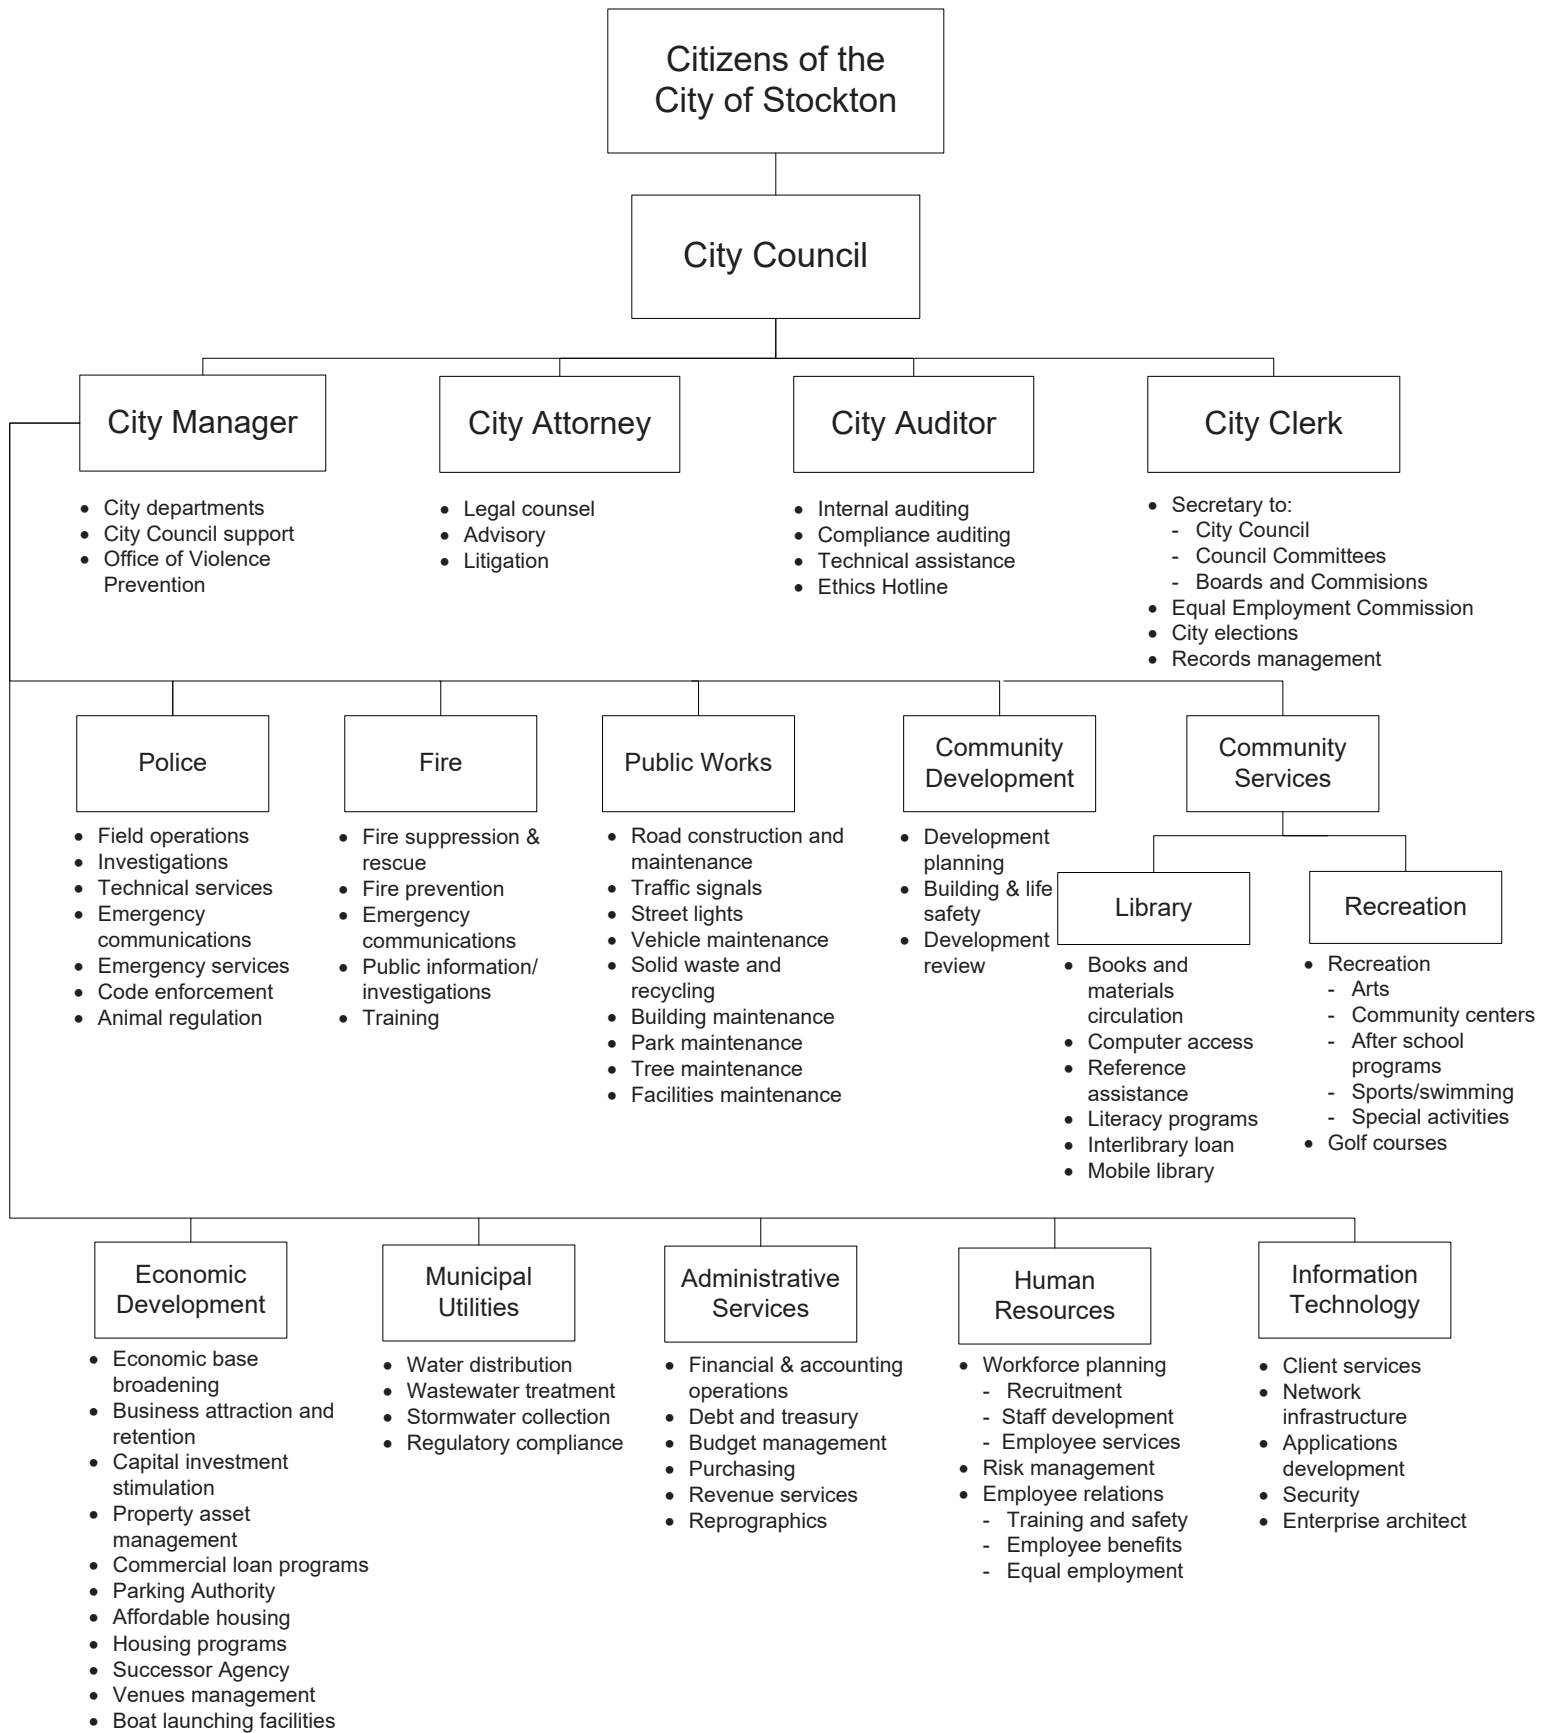 Citizens of the
City of Stockton
City Council
City Manager
City Attorney
City Auditor
City Clerk
• City departments
• City Council support
• Office of Violence
Prevention
• Legal counsel
• Advisory
• Litigation
• Internal auditing
• Compliance auditing
• Technical assistance
• Ethics Hotline
• Secretary to:
- City Council
- Council Committees
- Boards and Commisions
• Equal Employment Commission
• City elections
• Records management
Police
Fire
Public Works
Community
Development
Community
Services
• Field operations
• Investigations
• Technical services
• Emergency
communications
• Emergency services
• Code enforcement
• Animal regulation
• Fire suppression &
rescue
• Fire prevention
• Emergency
communications
• Public information/
investigations
• Training
• Road construction and
maintenance
• Traffic signals
• Street lights
• Vehicle maintenance
• Solid waste and
recycling
• Building maintenance
• Park maintenance
• Tree maintenance
• Facilities maintenance
• Development
planning
• Building & life
safety
• Development
review
Library
Recreation
• Books and
materials
circulation
• Computer access
• Reference
assistance
• Literacy programs
• Interlibrary loan
• Mobile library
• Recreation
- Arts
- Community centers
- After school
programs
- Sports/swimming
- Special activities
• Golf courses
Economic
Development
Municipal
Utilities
Administrative
Services
Human
Resources
Information
Technology
• Economic base
broadening
• Business attraction and
retention
• Capital investment
stimulation
• Property asset
management
• Commercial loan programs
• Parking Authority
• Affordable housing
• Housing programs
• Successor Agency
• Venues management
• Boat launching facilities
• Water distribution
• Wastewater treatment
• Stormwater collection
• Regulatory compliance
• Financial & accounting
operations
• Debt and treasury
• Budget management
• Purchasing
• Revenue services
• Reprographics
• Workforce planning
- Recruitment
- Staff development
- Employee services
• Risk management
• Employee relations
- Training and safety
- Employee benefits
- Equal employment
• Client services
• Network
infrastructure
• Applications
development
• Security
• Enterprise architect